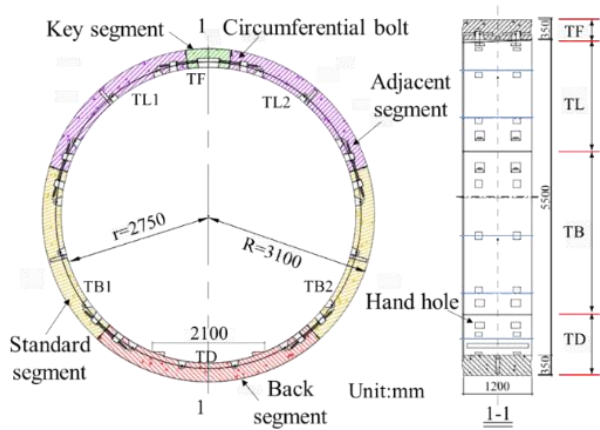 1
Key segment
Circumferential bolt
TF
TL1
TL2
Adjacent
segment
r=2750
R=3100
TB1
TB2
2100
TD
Standard
segment
Back
segment
1
Unit:mm
Hand hole
350
5500
350
1200
1-1
TF
TL
TB
TD